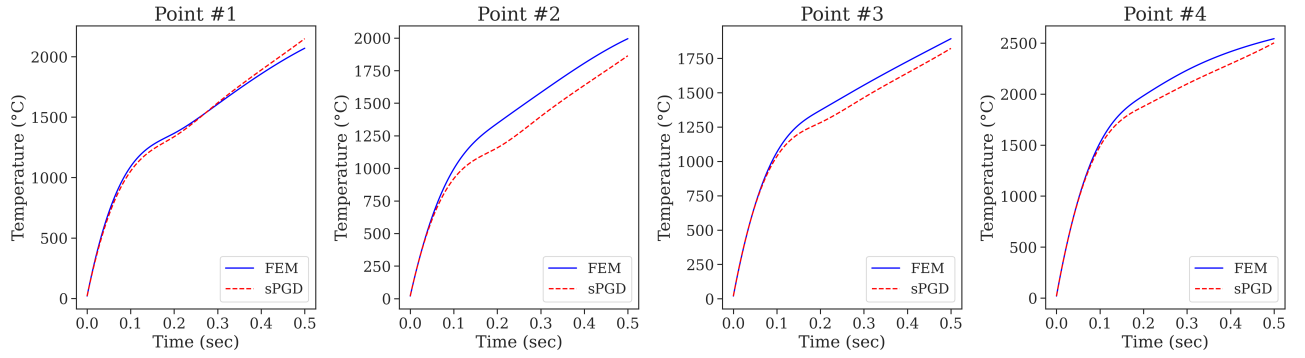 Point #1
Temperature (°C)
2000
1500
1000
500
0
0.0 0.1 0.2 0.3 0.4 0.5
Time (sec)
FEM
sPGD
Point #2
Temperature (°C)
2000
1750
1500
1250
1000
750
500
250
0
0.0 0.1 0.2 0.3 0.4 0.5
Time (sec)
FEM
sPGD
Point #3
Temperature (°C)
1750
1500
1250
1000
750
500
250
0
0.0 0.1 0.2 0.3 0.4 0.5
Time (sec)
FEM
sPGD
Point #4
Temperature (°C)
2500
2000
1500
1000
500
0
0.0 0.1 0.2 0.3 0.4 0.5
Time (sec)
FEM
sPGD